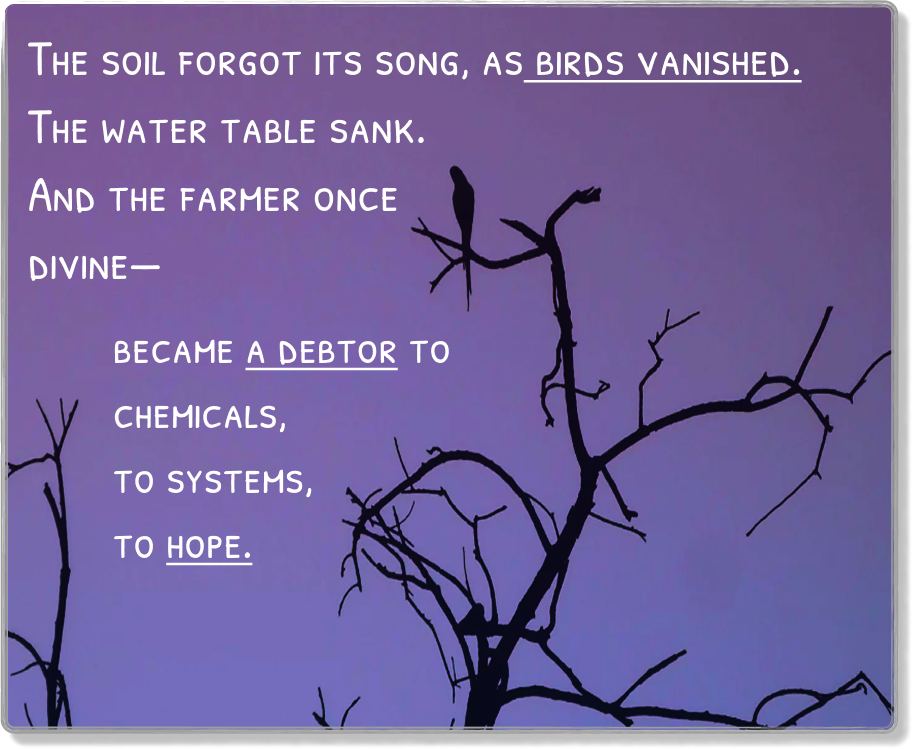 The soil forgot its song, as birds vanished.
The water table sank.
And the farmer once
divine—
became a debtor to
chemicals,
to systems,
to hope.